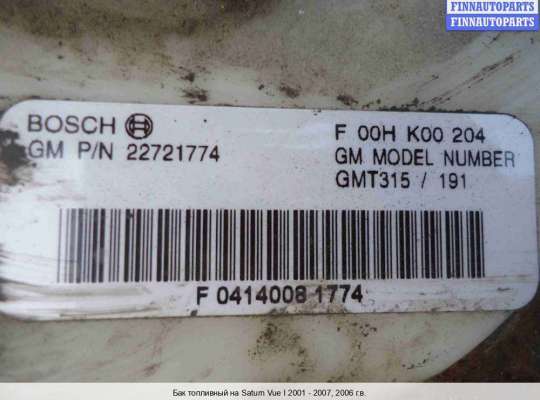 FINNAUTOPARTS
FINNAUTOPARTS
BOSCH
F 00H K00 204
GM P/N 22721774
GM MODEL NUMBER
GMT315 / 191
F 0414008 1774
Бак топливный на Saturn Vue I 2001 - 2007, 2006 г.в.